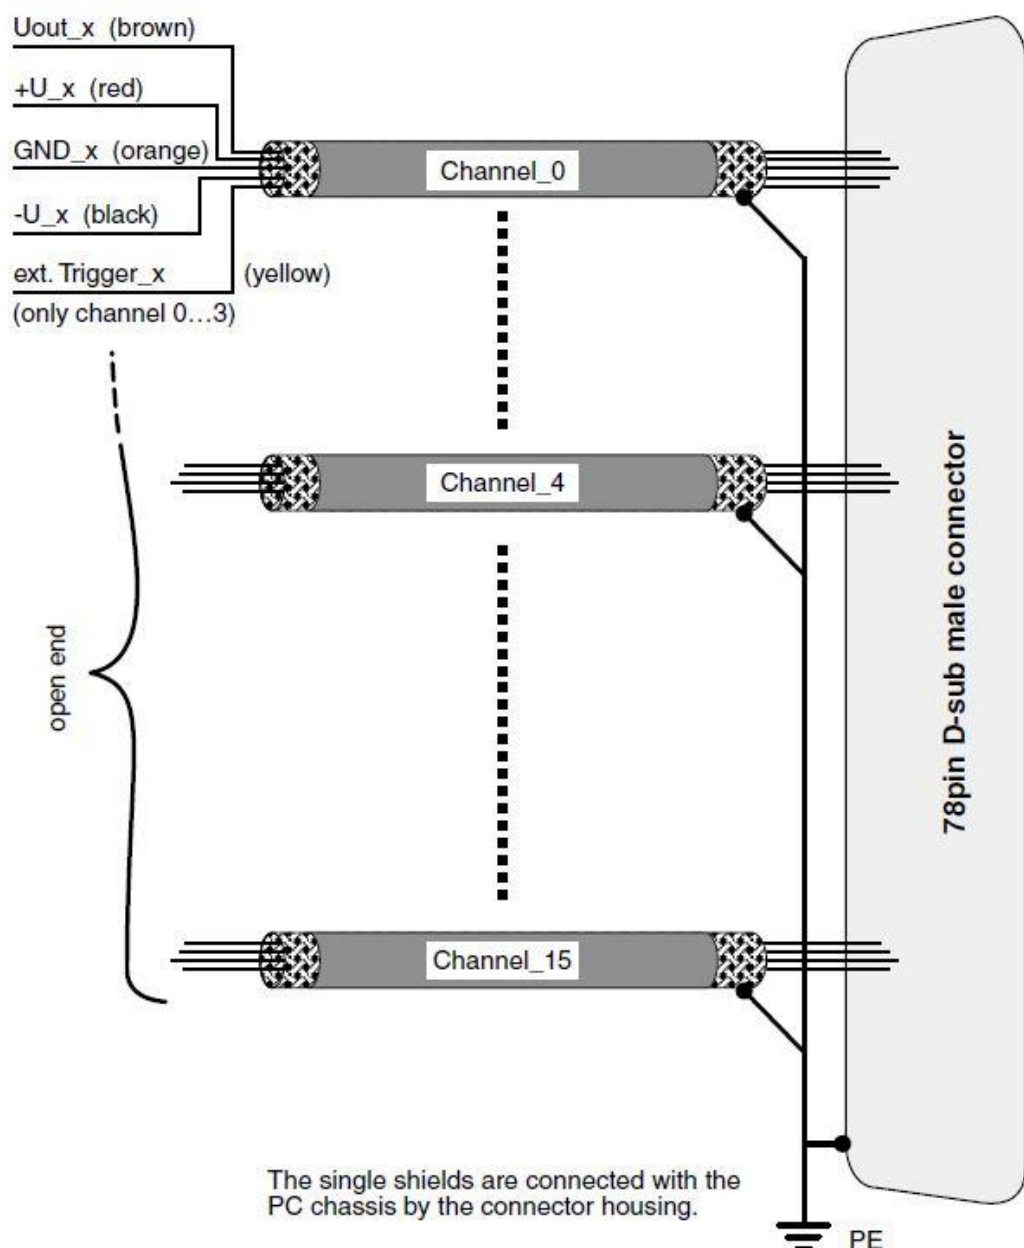 Uout_x (brown)
+U_x (red)
GND_x (orange)
-U_x (black)
ext. Trigger_x (yellow)
(only channel 0…3)
Channel_0
Channel_4
open end
78pin D-sub male connector
Channel_15
The single shields are connected with the
PC chassis by the connector housing.
PE